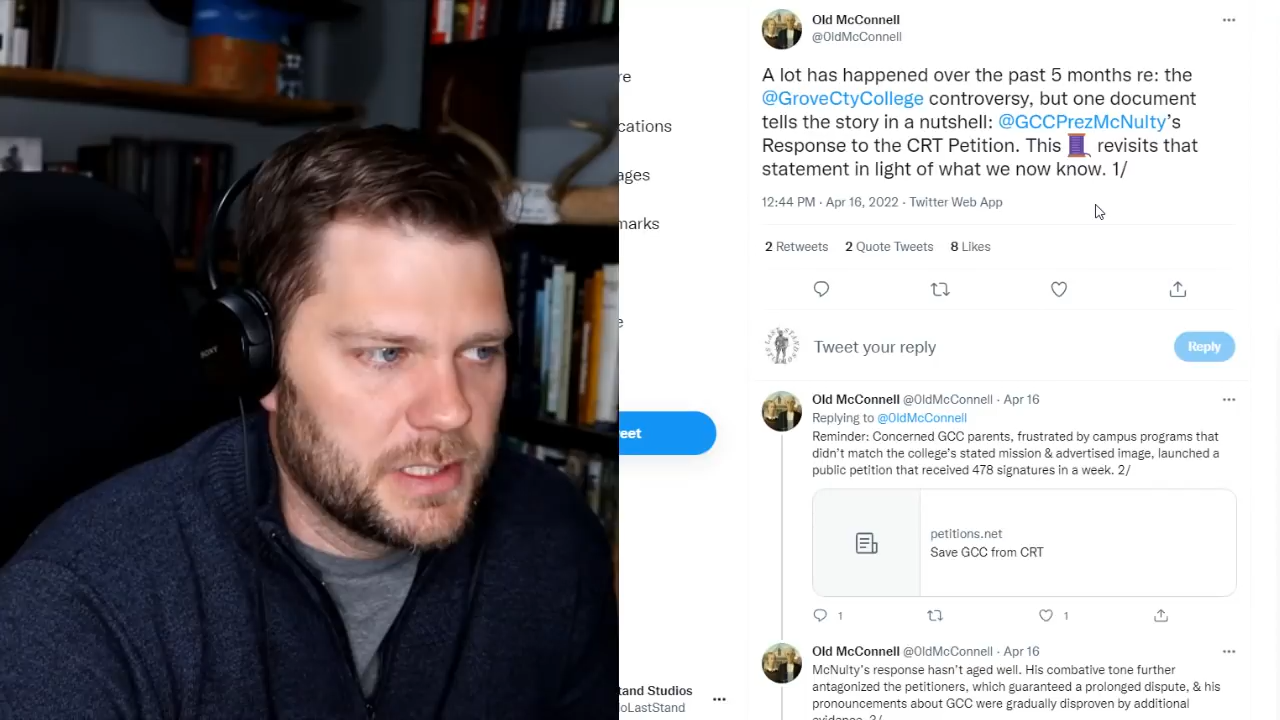 SONY
re
cations
ages
marks
e
eet
tand Studios
oLastStand
Old McConnell
@OldMcConnell
A lot has happened over the past 5 months re: the
@GroveCtyCollege controversy, but one document
tells the story in a nutshell: @GCCPrezMcNulty's
Response to the CRT Petition. This 🧵 revisits that
statement in light of what we now know. 1/
12:44 PM · Apr 16, 2022 · Twitter Web App
2 Retweets 2 Quote Tweets 8 Likes
Tweet your reply
Reply
Old McConnell @OldMcConnell · Apr 16
Replying to @OldMcConnell
Reminder: Concerned GCC parents, frustrated by campus programs that
didn't match the college's stated mission & advertised image, launched a
public petition that received 478 signatures in a week. 2/
petitions.net
Save GCC from CRT
1 1
Old McConnell @OldMcConnell · Apr 16
McNulty's response hasn't aged well. His combative tone further
antagonized the petitioners, which guaranteed a prolonged dispute, & his
pronouncements about GCC were gradually disproven by additional
evidence. 3/